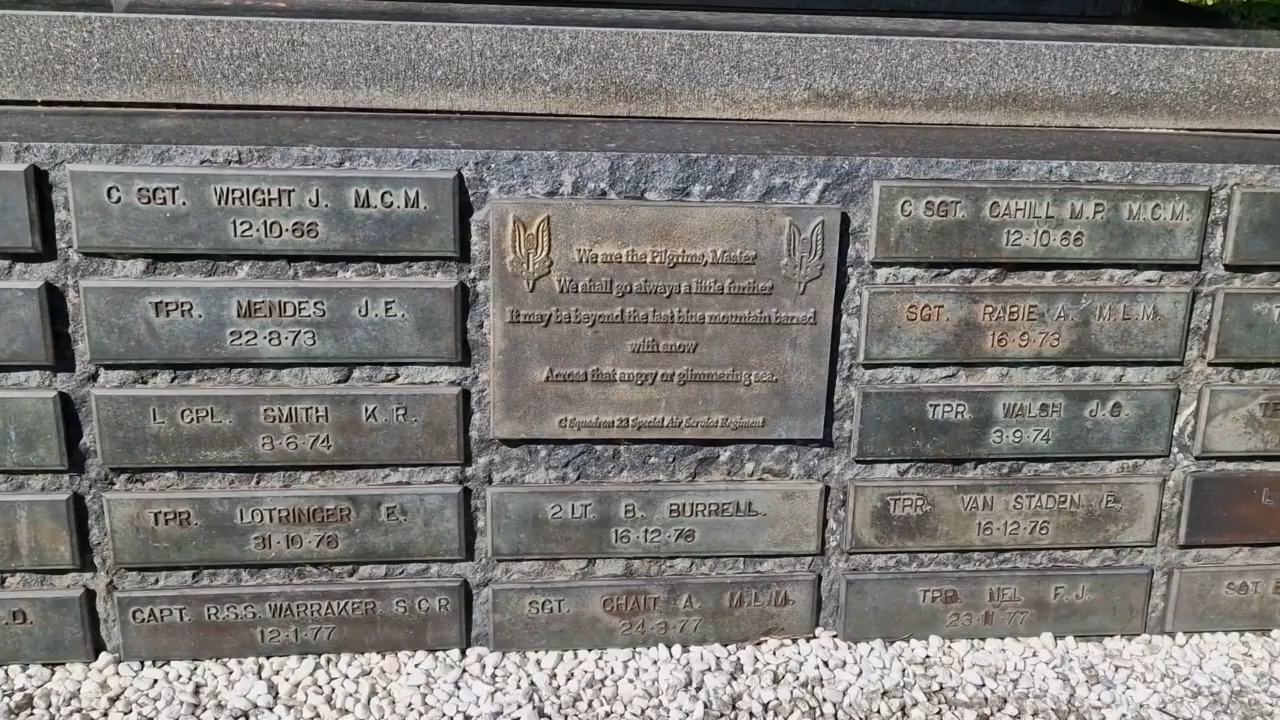 C SGT. WRIGHT J. M.C.M.
12·10·66
TPR. MENDES J.E.
22·8·73
L CPL. SMITH K.R.
8·6·74
TPR. LOTRINGER E.
31·10·76
CAPT. R.S.S. WARRAKER S C R
12·1·77
.D.
We are the Pilgrims, Master
We shall go always a little further
It may be beyond the last blue mountain barred
with snow
Across that angry or glimmering sea.
C Squadron 22 Special Air Service Regiment
2 LT. B. BURRELL.
16·12·76
SGT. CHAIT A. M.L.M.
24·3·77
C SGT. CAHILL M.P. M.C.M.
12·10·66
SGT. RABIE A. M.L.M.
16·9·73
TPR. WALSH J.G.
3·9·74
TPR. VAN STADEN E.
16·12·76
TPR. NEL F.J.
23·11·77
SGT